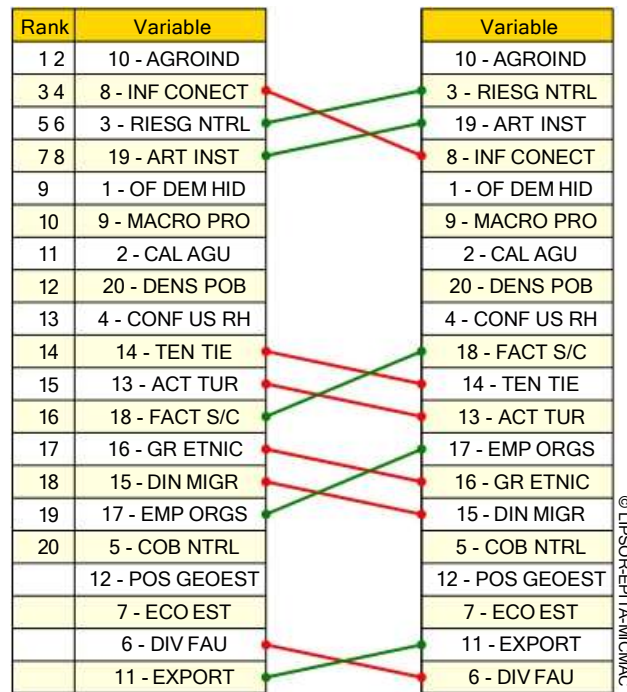 Rank Variable Variable
1 2 10 - AGROIND 10 - AGROIND
3 4 8 - INF CONECT 3 - RIESG NTRL
5 6 3 - RIESG NTRL 19 - ART INST
7 8 19 - ART INST 8 - INF CONECT
9 1 - OF DEM HID 1 - OF DEM HID
10 9 - MACRO PRO 9 - MACRO PRO
11 2 - CAL AGU 2 - CAL AGU
12 20 - DENS POB 20 - DENS POB
13 4 - CONF US RH 4 - CONF US RH
14 14 - TEN TIE 18 - FACT S/C
15 13 - ACT TUR 14 - TEN TIE
16 18 - FACT S/C 13 - ACT TUR
17 16 - GR ETNIC 17 - EMP ORGS
18 15 - DIN MIGR 16 - GR ETNIC
19 17 - EMP ORGS 15 - DIN MIGR
20 5 - COB NTRL 5 - COB NTRL
12 - POS GEOEST 12 - POS GEOEST
7 - ECO EST 7 - ECO EST
6 - DIV FAU 11 - EXPORT
11 - EXPORT 6 - DIV FAU
© LIPSOR-EPITA-MICMAC